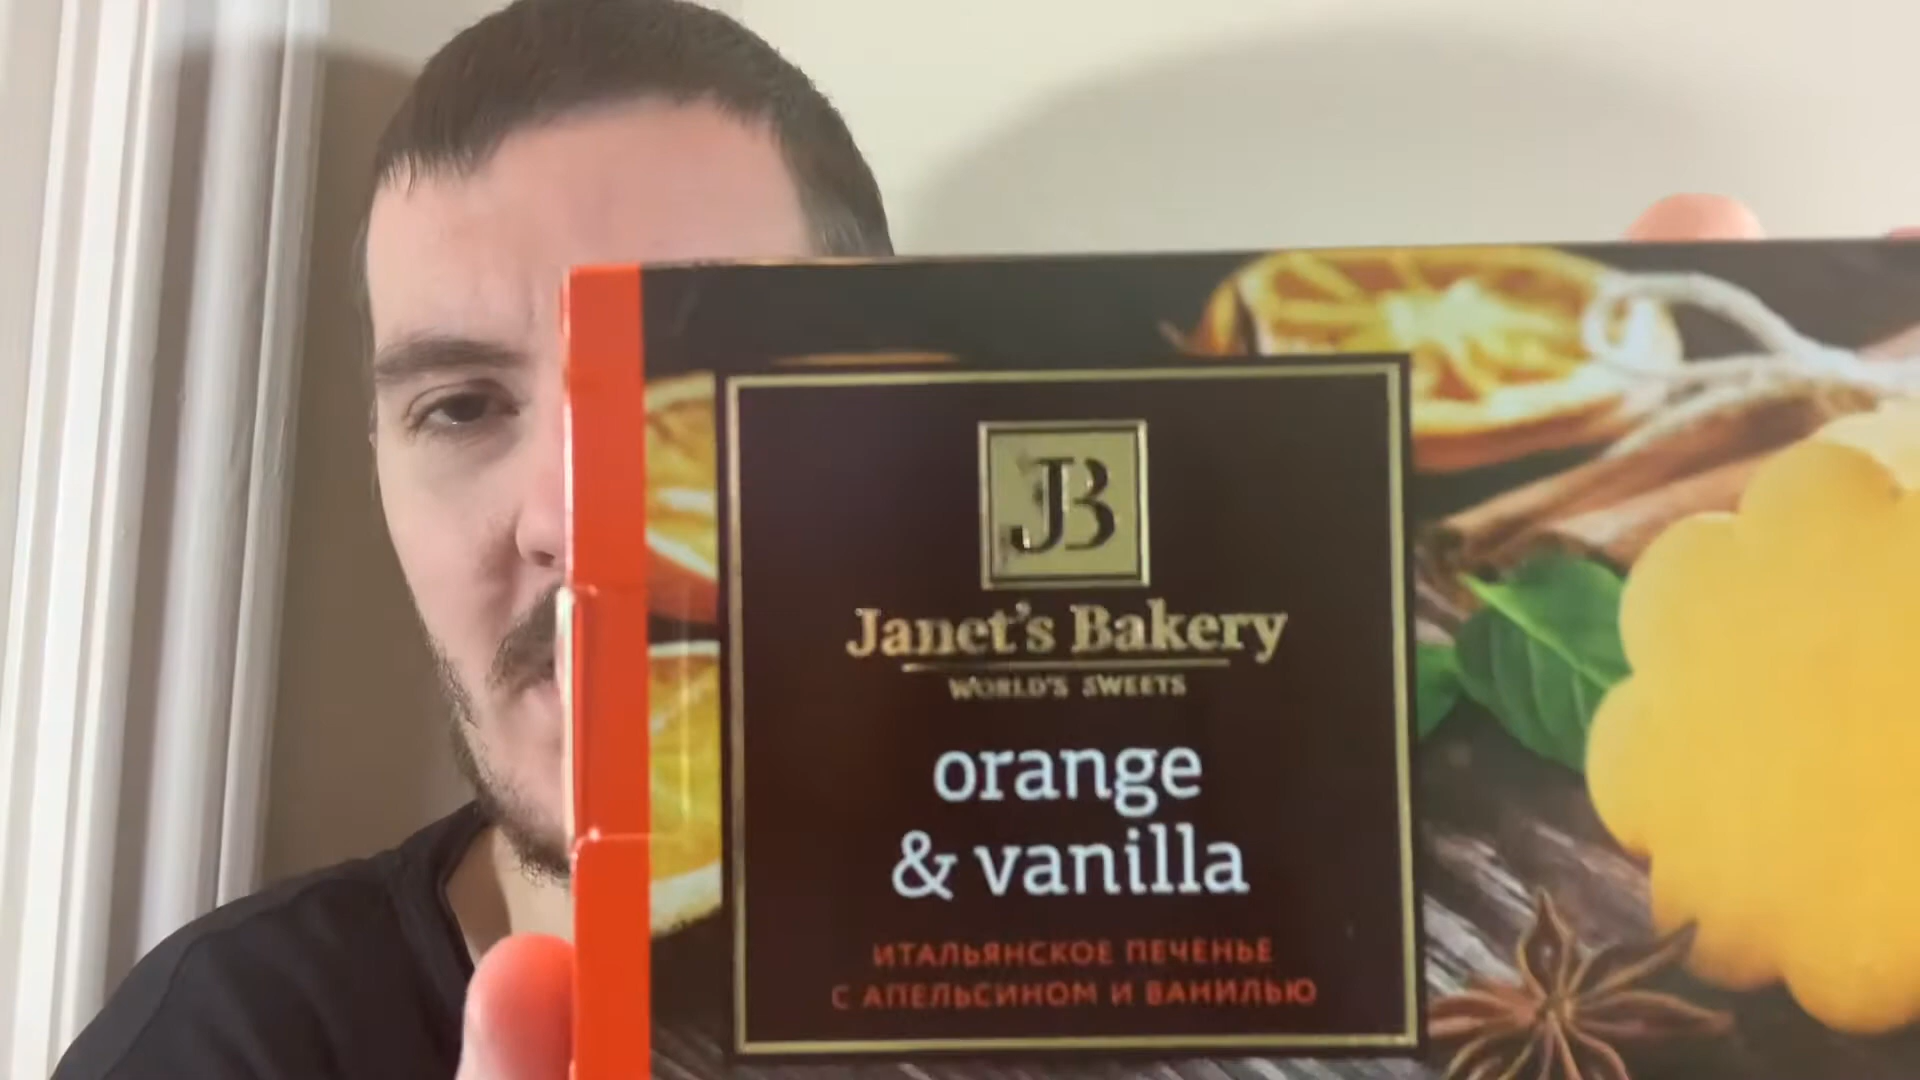 JB
Janet's Bakery
WORLD'S SWEETS
orange
& vanilla
ИТАЛЬЯНСКОЕ ПЕЧЕНЬЕ
С АПЕЛЬСИНОМ И ВАНИЛЬЮ